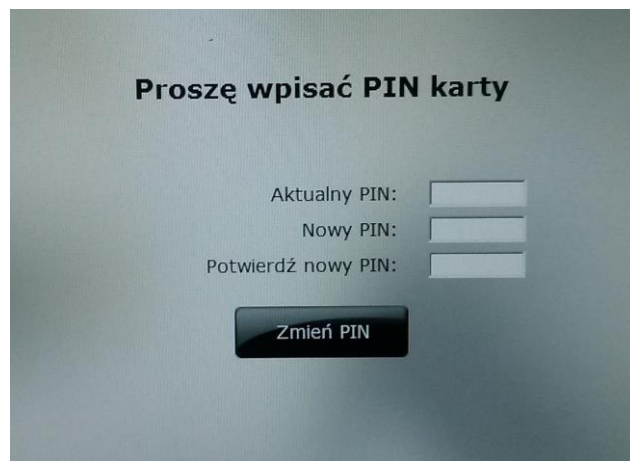 Proszę wpisać PIN karty
Aktualny PIN:
Nowy PIN:
Potwierdź nowy PIN:
Zmień PIN